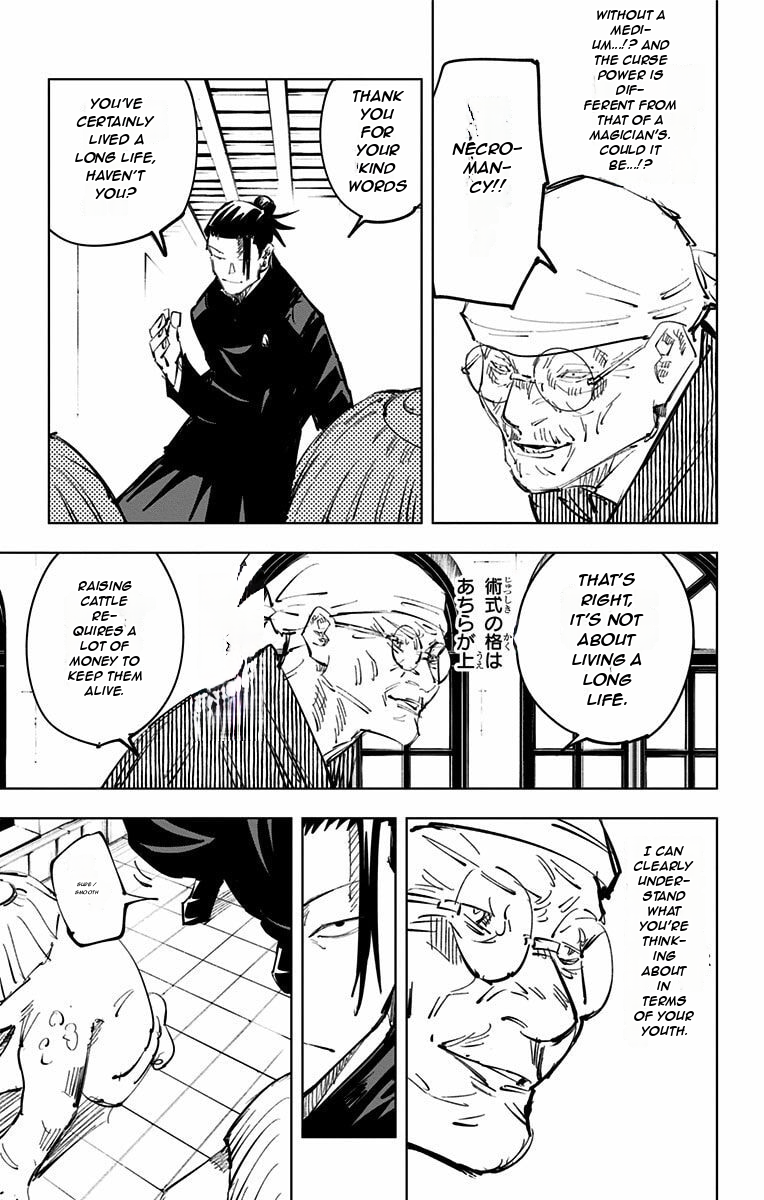 WITHOUT A
MEDI-
UM...!? AND
THE CURSE
POWER IS
DIF-
FERENT FROM
THAT OF A
MAGICIAN'S.
COULD IT
BE...!?
NECRO-
MAN-
CY!!
THANK
YOU
FOR
YOUR
KIND
WORDS
YOU'VE
CERTAINLY
LIVED A
LONG LIFE,
HAVEN'T
YOU?
THAT'S
RIGHT,
IT'S NOT
ABOUT
LIVING A
LONG
LIFE.
術式の格は
あちらが上
RAISING
CATTLE
RE-
QUIRES A
LOT OF
MONEY TO
KEEP THEM
ALIVE.
I CAN
CLEARLY
UNDER-
STAND
WHAT
YOU'RE
THINK-
ING
ABOUT
IN
TERMS
OF YOUR
YOUTH.
SURE /
SMOOTH